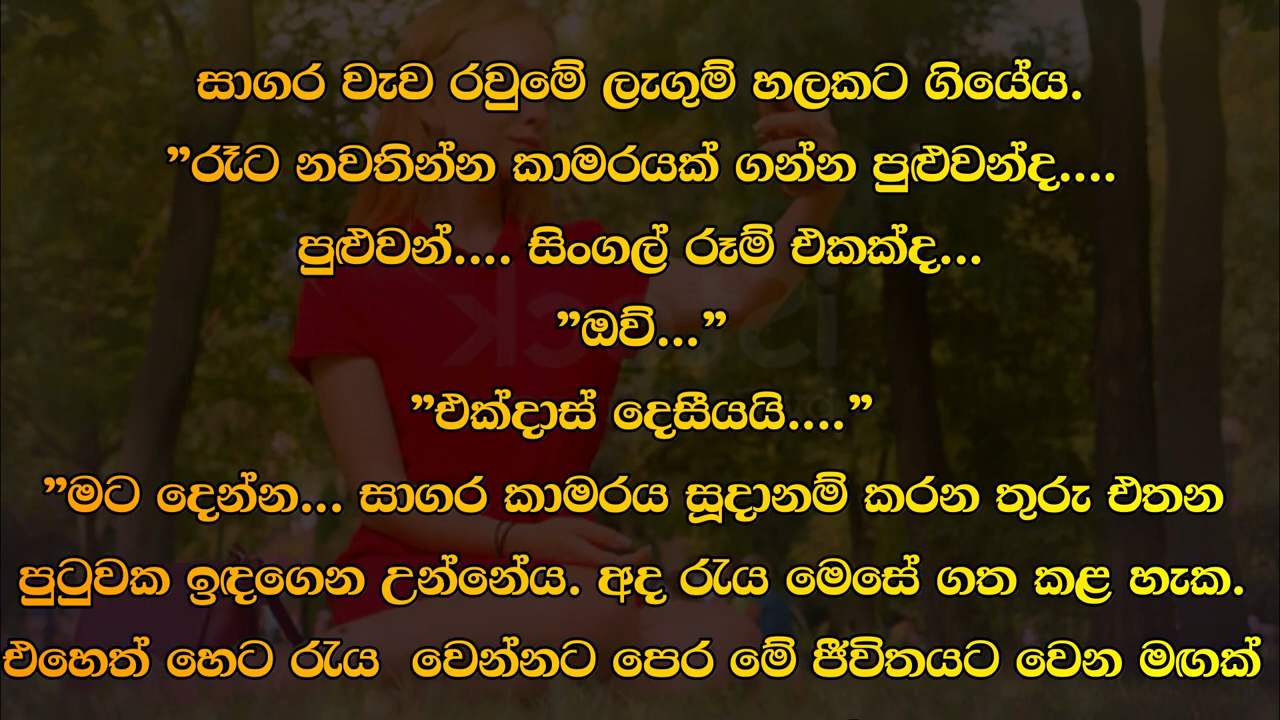 සාගර වැව රවුමේ ලැගුම් හලකට ගියේය.
”රෑට නවතින්න කාමරයක් ගන්න පුළුවන්ද....
පුළුවන්.... සිංගල් රූම් එකක්ද...
”ඔව්...”
”එක්දාස් දෙසීයයි....”
”මට දෙන්න... සාගර කාමරය සූදානම් කරන තුරු එතන
පුටුවක ඉඳගෙන උන්නේය. අද රැය මෙසේ ගත කළ හැක.
එහෙත් හෙට රැය වෙන්නට පෙර මේ ජීවිතයට වෙන මඟක්